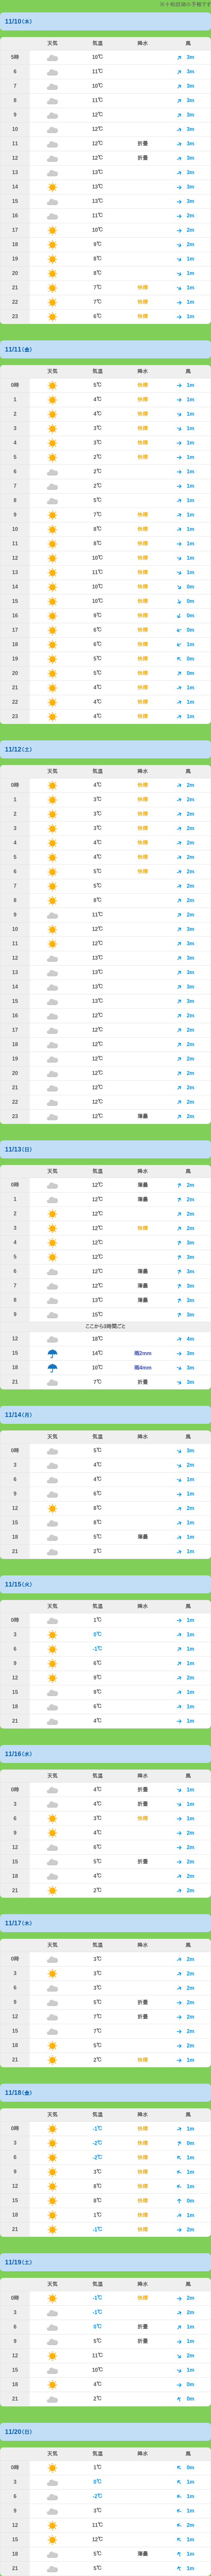 11/10(木)
天気 気温 降水 風
5時 10℃ 3m
6 11℃ 3m
7 10℃ 3m
8 11℃ 3m
9 12℃ 3m
10 12℃ 3m
11 12℃ 折曇 3m
12 12℃ 折曇 3m
13 13℃ 3m
14 13℃ 3m
15 13℃ 3m
16 11℃ 2m
17 10℃ 2m
18 9℃ 2m
19 8℃ 1m
20 8℃ 1m
21 7℃ 快晴 1m
22 7℃ 快晴 1m
23 6℃ 快晴 1m
11/11(金)
天気 気温 降水 風
0時 5℃ 快晴 1m
1 4℃ 快晴 1m
2 4℃ 快晴 1m
3 3℃ 快晴 1m
4 3℃ 快晴 1m
5 2℃ 快晴 1m
6 2℃ 1m
7 2℃ 1m
8 5℃ 1m
9 7℃ 快晴 1m
10 8℃ 快晴 1m
11 8℃ 快晴 1m
12 10℃ 快晴 1m
13 11℃ 快晴 1m
14 10℃ 快晴 0m
15 10℃ 快晴 0m
16 9℃ 快晴 0m
17 6℃ 快晴 0m
18 6℃ 快晴 1m
19 5℃ 快晴 0m
20 5℃ 快晴 0m
21 4℃ 快晴 1m
22 4℃ 快晴 1m
23 4℃ 快晴 1m
11/12(土)
天気 気温 降水 風
0時 4℃ 快晴 2m
1 3℃ 快晴 2m
2 3℃ 快晴 2m
3 3℃ 快晴 2m
4 4℃ 快晴 2m
5 4℃ 快晴 2m
6 5℃ 快晴 2m
7 5℃ 2m
8 8℃ 2m
9 11℃ 2m
10 12℃ 3m
11 12℃ 3m
12 13℃ 3m
13 13℃ 3m
14 13℃ 3m
15 13℃ 3m
16 12℃ 2m
17 12℃ 2m
18 12℃ 2m
19 12℃ 2m
20 12℃ 2m
21 12℃ 2m
22 12℃ 2m
23 12℃ 薄曇 2m
11/13(日)
天気 気温 降水 風
0時 12℃ 薄曇 2m
1 12℃ 薄曇 2m
2 12℃ 2m
3 12℃ 快晴 2m
4 12℃ 3m
5 12℃ 3m
6 12℃ 薄曇 3m
7 12℃ 薄曇 3m
8 13℃ 薄曇 3m
9 15℃ 3m
ここから3時間ごと
12 18℃ 4m
15 14℃ 雨2mm 3m
18 10℃ 雨4mm 3m
21 7℃ 折曇 3m
11/14(月)
天気 気温 降水 風
0時 5℃ 3m
3 4℃ 2m
6 4℃ 1m
9 6℃ 1m
12 8℃ 2m
15 8℃ 1m
18 5℃ 薄曇 1m
21 2℃ 1m
11/15(火)
天気 気温 降水 風
0時 1℃ 1m
3 0℃ 1m
6 -1℃ 1m
9 6℃ 1m
12 9℃ 2m
15 9℃ 1m
18 6℃ 1m
21 4℃ 1m
11/16(水)
天気 気温 降水 風
0時 4℃ 折曇 1m
3 4℃ 折曇 1m
6 3℃ 快晴 1m
9 4℃ 2m
12 6℃ 2m
15 5℃ 折曇 2m
18 4℃ 2m
21 2℃ 2m
11/17(木)
天気 気温 降水 風
0時 3℃ 2m
3 3℃ 2m
6 3℃ 2m
9 5℃ 折曇 2m
12 7℃ 折曇 2m
15 7℃ 2m
18 5℃ 2m
21 2℃ 快晴 1m
11/18(金)
天気 気温 降水 風
0時 -1℃ 快晴 1m
3 -2℃ 快晴 0m
6 -2℃ 快晴 1m
9 3℃ 快晴 1m
12 8℃ 快晴 1m
15 8℃ 快晴 0m
18 1℃ 快晴 1m
21 -1℃ 快晴 2m
11/19(土)
天気 気温 降水 風
0時 -1℃ 快晴 2m
3 -1℃ 2m
6 0℃ 折曇 1m
9 5℃ 折曇 1m
12 11℃ 2m
15 10℃ 1m
18 4℃ 0m
21 2℃ 0m
11/20(日)
天気 気温 降水 風
0時 1℃ 0m
3 0℃ 1m
6 -2℃ 1m
9 3℃ 1m
12 11℃ 2m
15 12℃ 1m
18 5℃ 薄曇 1m
21 5℃ 1m